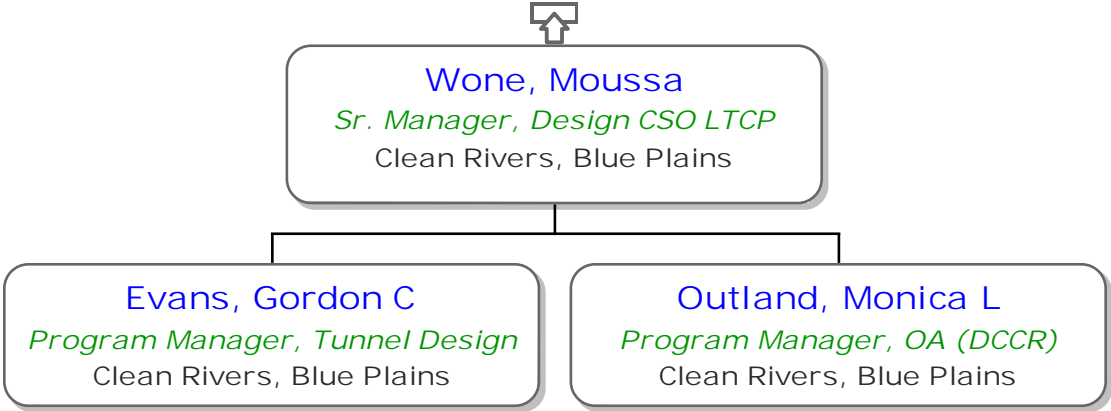 Wone, Moussa
Sr. Manager, Design CSO LTCP
Clean Rivers, Blue Plains
Evans, Gordon C
Program Manager, Tunnel Design
Clean Rivers, Blue Plains
Outland, Monica L
Program Manager, OA (DCCR)
Clean Rivers, Blue Plains